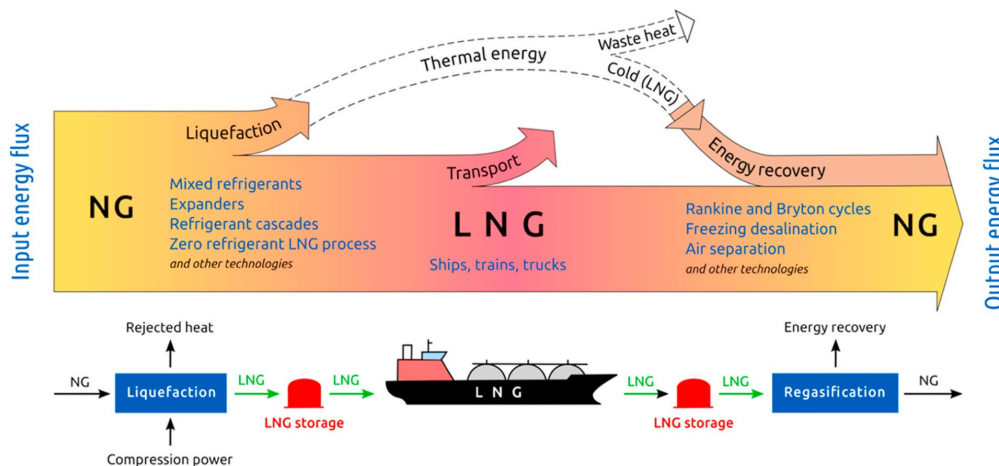 Input energy flux
NG
Liquefaction
Thermal energy
Waste heat
Cold (LNG)
Mixed refrigerants
Expanders
Refrigerant cascades
Zero refrigerant LNG process
and other technologies
Transport
LNG
Ships, trains, trucks
Energy recovery
Rankine and Bryton cycles
Freezing desalination
Air separation
and other technologies
NG
Output energy flux
Rejected heat
NG
Liquefaction
Compression power
LNG
LNG storage
LNG
LNG
LNG
LNG storage
LNG
Energy recovery
Regasification
NG